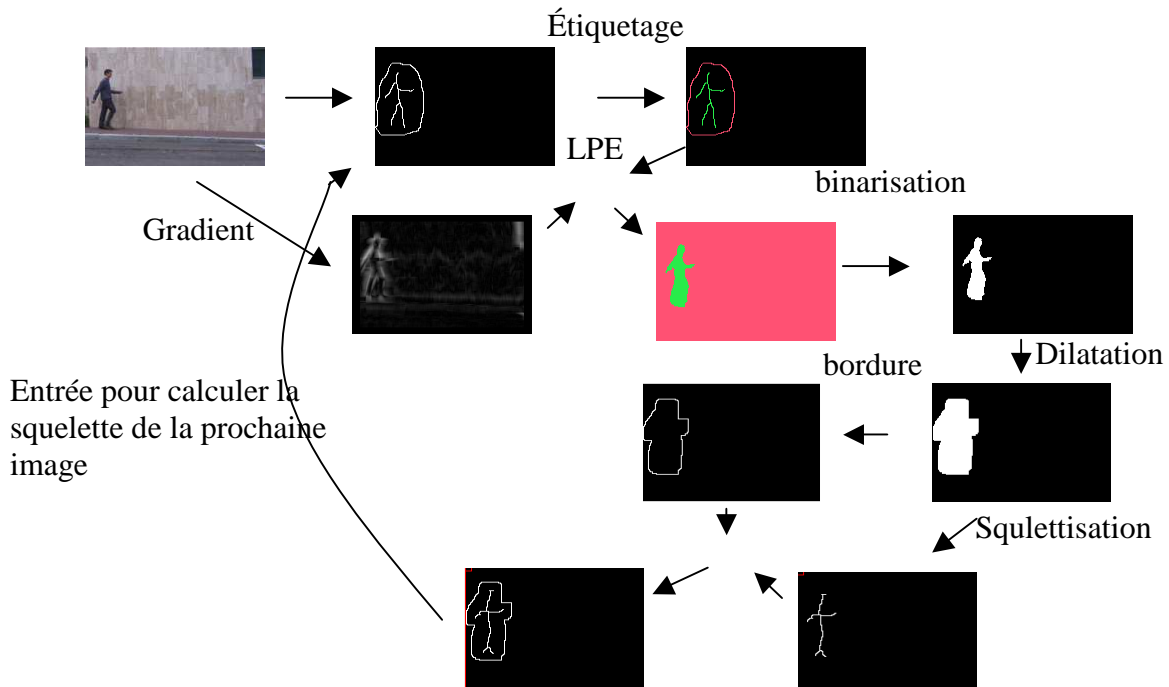 Étiquetage
LPE
binarisation
Gradient
Dilatation
bordure
Entrée pour calculer la
squelette de la prochaine
image
Squlettisation